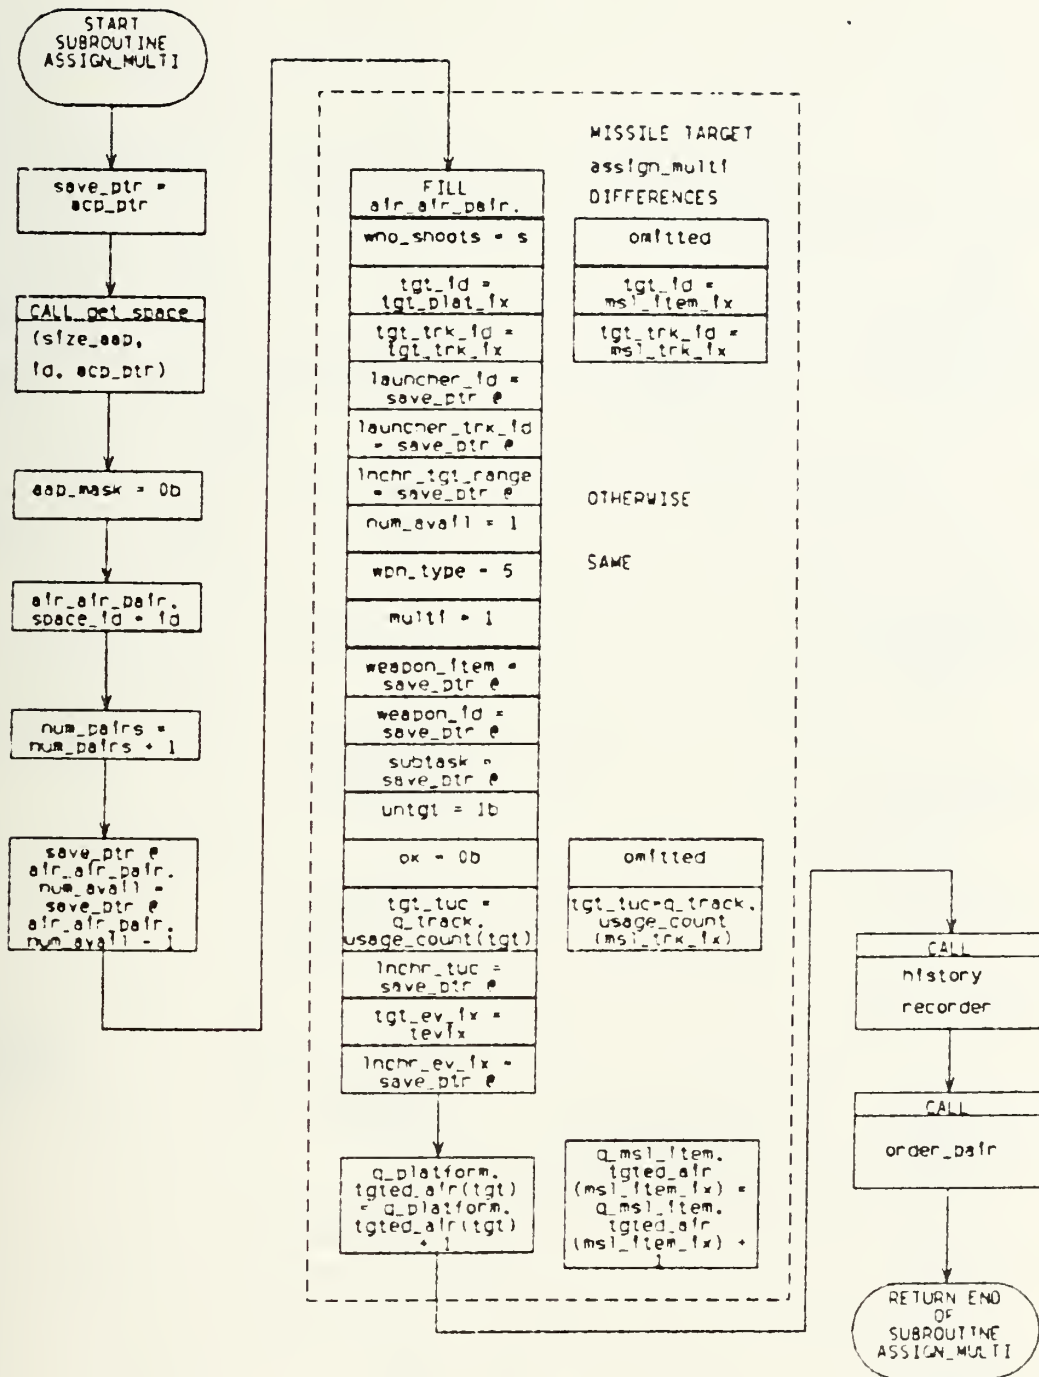 START
SUBROUTINE
ASSIGN_MULTI
save_ptr =
acp_ptr
CALL get_space
(size_aap,
id, acp_ptr)
aap_mask = 0b
air_air_pair.
space_id = id
num_pairs =
num_pairs + 1
save_ptr @
air_air_pair.
num_avail =
save_ptr @
air_air_pair.
num_avail - 1
FILL
air_air_pair.
who_shoots = s
tgt_id =
tgt_plat_ix
tgt_trk_id =
tgt_trk_ix
launcher_id =
save_ptr @
launcher_trk_id
= save_ptr @
lnchr_tgt_range
= save_ptr @
num_avail = 1
wpn_type = 5
multi = 1
weapon_item =
save_ptr @
weapon_id =
save_ptr @
subtask =
save_ptr @
untgt = 1b
ok = 0b
tgt_tuc =
q_track.
usage_count(tgt)
lnchr_tuc =
save_ptr @
tgt_ev_ix =
tevix
lnchr_ev_ix =
save_ptr @
q_platform.
tgted_air(tgt)
= q_platform.
tgted_air(tgt)
+ 1
MISSILE TARGET
assign_multi
DIFFERENCES
omitted
tgt_id =
msl_item_ix
tgt_trk_id =
msl_trk_ix
OTHERWISE
SAME
omitted
tgt_tuc=q_track.
usage_count
(msl_trk_ix)
q_msl_item.
tgted_air
(msl_item_ix) =
q_msl_item.
tgted_air
(msl_item_ix) +
1
CALL
history
recorder
CALL
order_pair
RETURN END
OF
SUBROUTINE
ASSIGN_MULTI